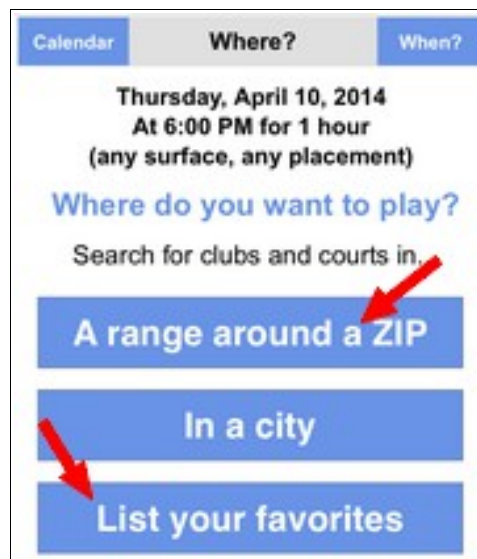 Calendar Where? When?
Thursday, April 10, 2014
At 6:00 PM for 1 hour
(any surface, any placement)
Where do you want to play?
Search for clubs and courts in.
A range around a ZIP
In a city
List your favorites